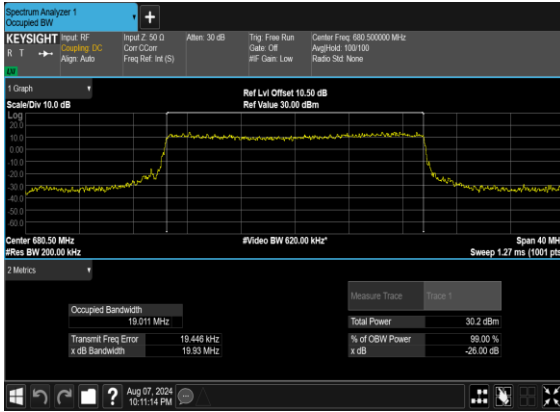 Spectrum Analyzer 1
Occupied BW
+
KEYSIGHT Input: RF Input Z: 50 Ω Atten: 30 dB Trig: Free Run Center Freq: 680.500000 MHz
R T Coupling: DC Corr CCorr Gate: Off Avg|Hold: 100/100
Align: Auto Freq Ref: Int (S) #IF Gain: Low Radio Std: None
1 Graph
Ref Lvl Offset 10.50 dB
Scale/Div 10.0 dB Ref Value 30.00 dBm
Log
20.0
10.0
0.00
-10.0
-20.0
-30.0
-40.0
-50.0
-60.0
Center 680.50 MHz #Video BW 620.00 kHz* Span 40 MH
#Res BW 200.00 kHz Sweep 1.27 ms (1001 pts
2 Metrics
Measure Trace Trace 1
Occupied Bandwidth
19.011 MHz Total Power 30.2 dBm
Transmit Freq Error 19.446 kHz % of OBW Power 99.00 %
x dB Bandwidth 19.93 MHz x dB -26.00 dB
? Aug 07, 2024
10:11:14 PM